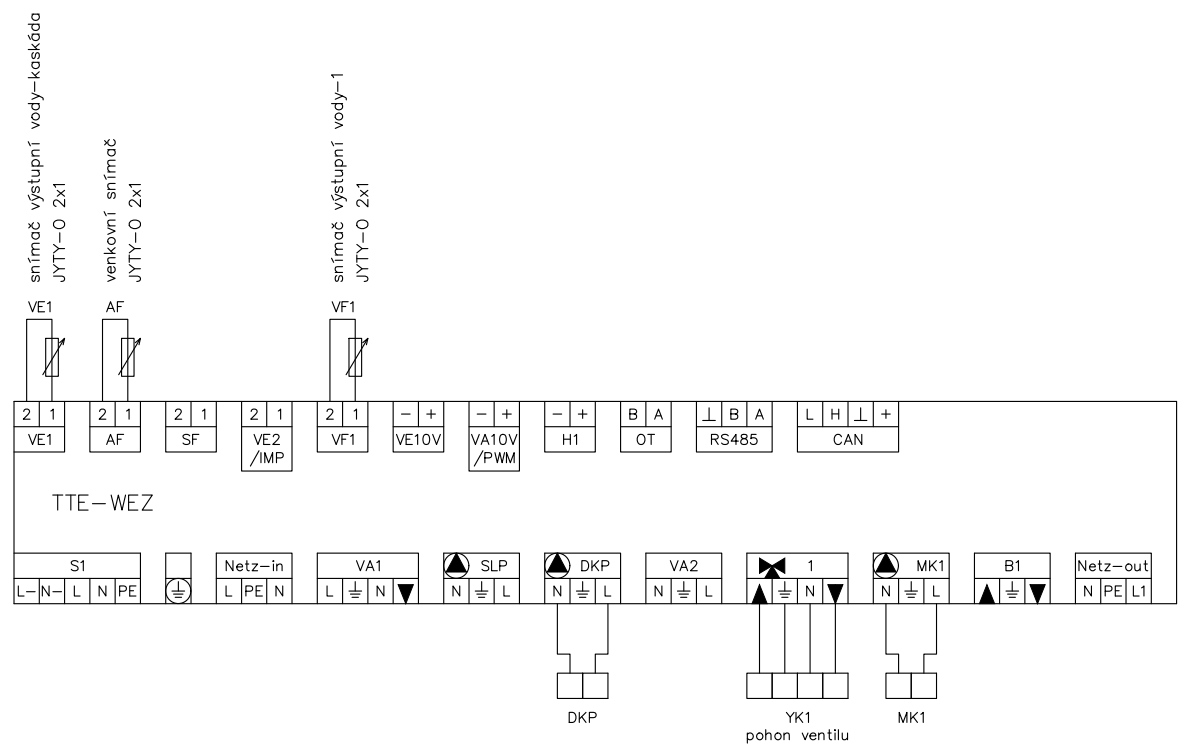 snímač výstupní vody-kaskáda
JYTY-O 2x1
venkovní snímač
JYTY-O 2x1
snímač výstupní vody-1
JYTY-O 2x1
VE1 AF VF1
2 1 2 1 2 1 2 1 2 1 - + - + - + B A ⊥ B A L H ⊥ +
VE1 AF SF VE2 VF1 VE10V VA10V H1 OT RS485 CAN
/IMP /PWM
TTE-WEZ
S1 Netz-in VA1 SLP DKP VA2 1 MK1 B1 Netz-out
L- N- L N PE L PE N L N N L N L N L N N L N PE L1
DKP YK1 MK1
pohon ventilu